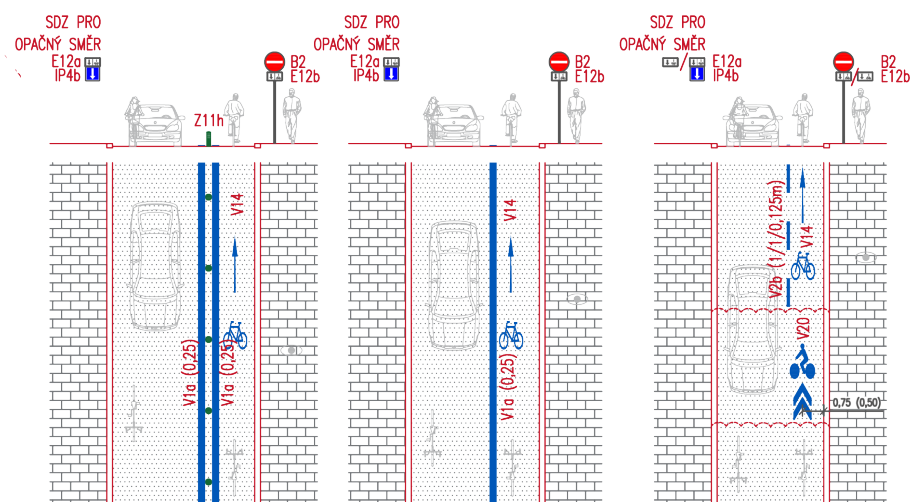 SDZ PRO
OPAČNÝ SMĚR
E12a
IP4b
B2
E12b
Z11h
V14
V1a (0,25)
V1a (0,25)
SDZ PRO
OPAČNÝ SMĚR
E12a
IP4b
B2
E12b
V14
V1a (0,25)
SDZ PRO
OPAČNÝ SMĚR
/ E12a
IP4b
B2
/ E12b
V2b (1/1/0,125m)
V14
V20
0,75 (0,50)